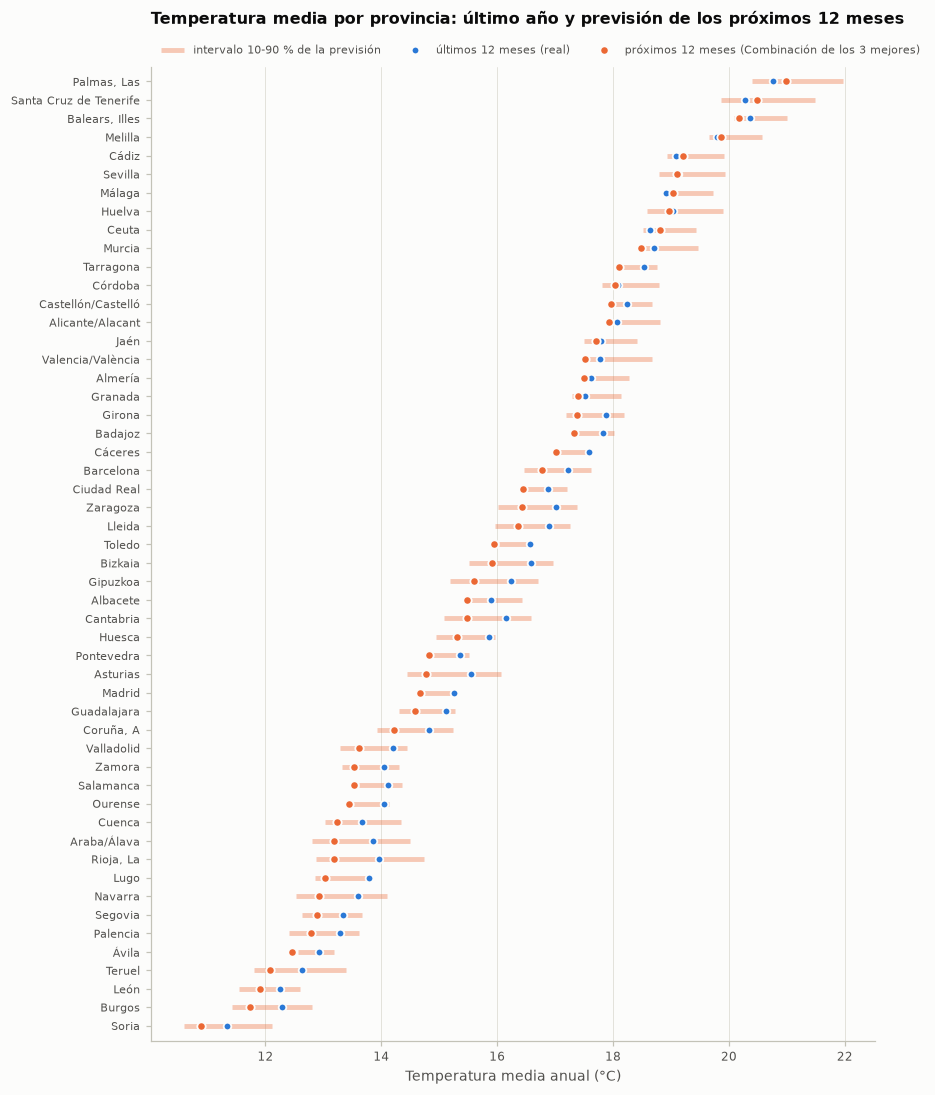 Temperatura media por provincia: último año y previsión de los próximos 12 meses
intervalo 10-90 % de la previsión
últimos 12 meses (real)
próximos 12 meses (Combinación de los 3 mejores)
Palmas, Las
Santa Cruz de Tenerife
Balears, Illes
Melilla
Cádiz
Sevilla
Málaga
Huelva
Ceuta
Murcia
Tarragona
Córdoba
Castellón/Castelló
Alicante/Alacant
Jaén
Valencia/València
Almería
Granada
Girona
Badajoz
Cáceres
Barcelona
Ciudad Real
Zaragoza
Lleida
Toledo
Bizkaia
Gipuzkoa
Albacete
Cantabria
Huesca
Pontevedra
Asturias
Madrid
Guadalajara
Coruña, A
Valladolid
Zamora
Salamanca
Ourense
Cuenca
Araba/Álava
Rioja, La
Lugo
Navarra
Segovia
Palencia
Ávila
Teruel
León
Burgos
Soria
12 14 16 18 20 22
Temperatura media anual (°C)